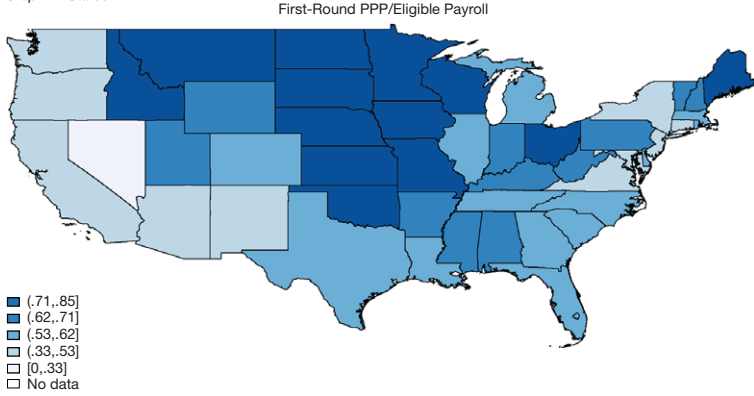 First-Round PPP/Eligible Payroll
(.71,.85]
(.62,.71]
(.53,.62]
(.33,.53]
[0,.33]
No data